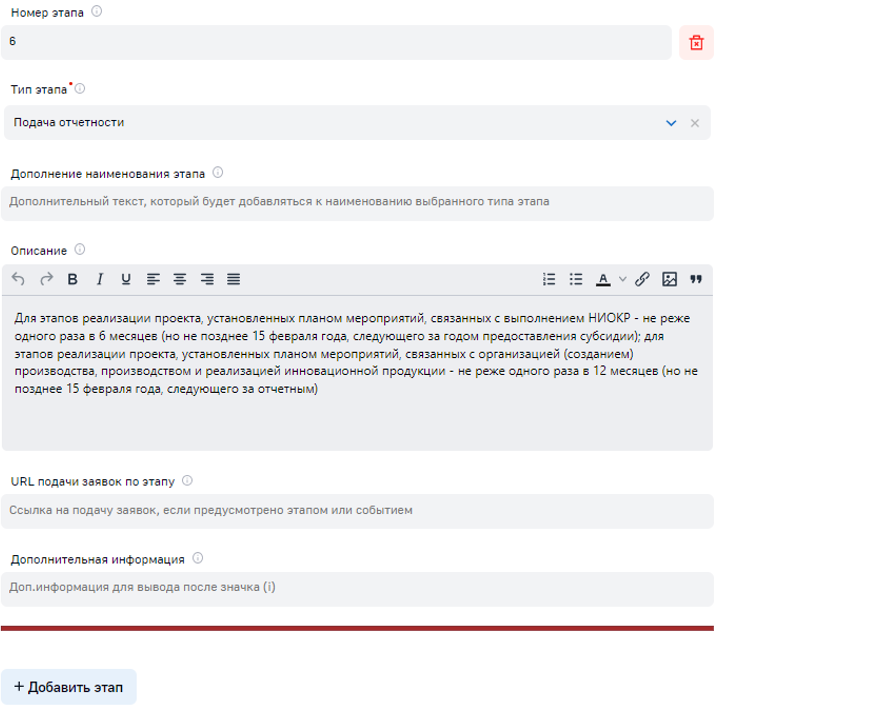 Номер этапа
6
Тип этапа
Подача отчетности
Дополнение наименования этапа
Дополнительный текст, который будет добавляться к наименованию выбранного типа этапа
Описание
B I U A
Для этапов реализации проекта, установленных планом мероприятий, связанных с выполнением НИОКР - не реже
одного раза в 6 месяцев (но не позднее 15 февраля года, следующего за годом предоставления субсидии); для
этапов реализации проекта, установленных планом мероприятий, связанных с организацией (созданием)
производства, производством и реализацией инновационной продукции - не реже одного раза в 12 месяцев (но не
позднее 15 февраля года, следующего за отчетным)
URL подачи заявок по этапу
Ссылка на подачу заявок, если предусмотрено этапом или событием
Дополнительная информация
Доп.информация для вывода после значка (i)
+ Добавить этап